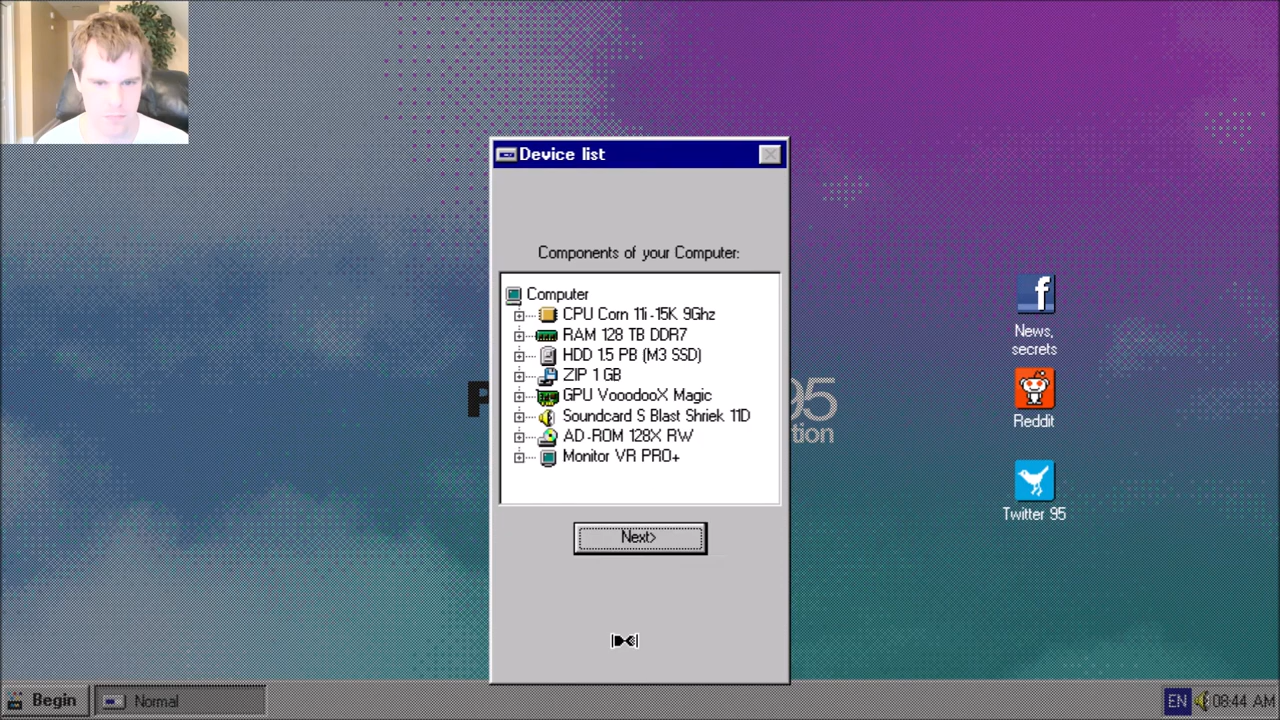 Device list
Components of your Computer:
Computer
CPU Corn 11i-15K 9Ghz
RAM 128 TB DDR7
HDD 1.5 PB (M3 SSD)
ZIP 1 GB
GPU VooodooX Magic
Soundcard S Blast Shriek 11D
AD-ROM 128X RW
Monitor VR PRO+
Next>
P
95
tion
News,
secrets
Reddit
Twitter 95
Begin
Normal
EN
08:44 AM